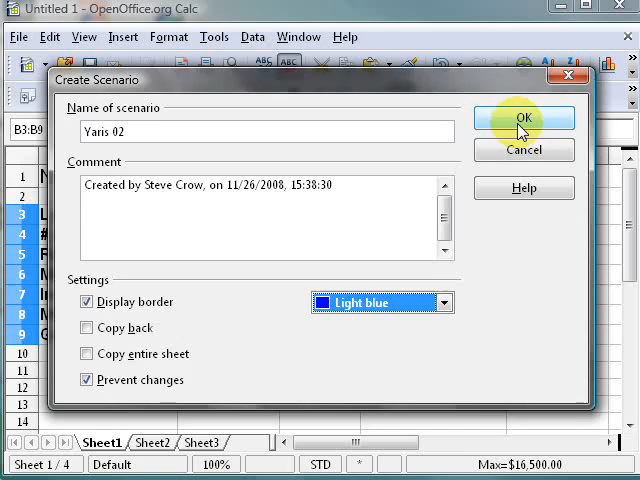 Untitled 1 - OpenOffice.org Calc
File Edit View Insert Format Tools Data Window Help
ABC ABC
Create Scenario
Name of scenario
OK
Yaris 02
B3:B9
Cancel
Comment
1 N
Created by Steve Crow, on 11/26/2008, 15:38:30
Help
2
3 L
4 #
5 F
6 M
Settings
7 In
Display border
Light blue
8 M
Copy back
9 G
10
Copy entire sheet
11
12
Prevent changes
13
14
Sheet1 Sheet2 Sheet3
Sheet 1 / 4 Default 100% STD * Max=$16,500.00